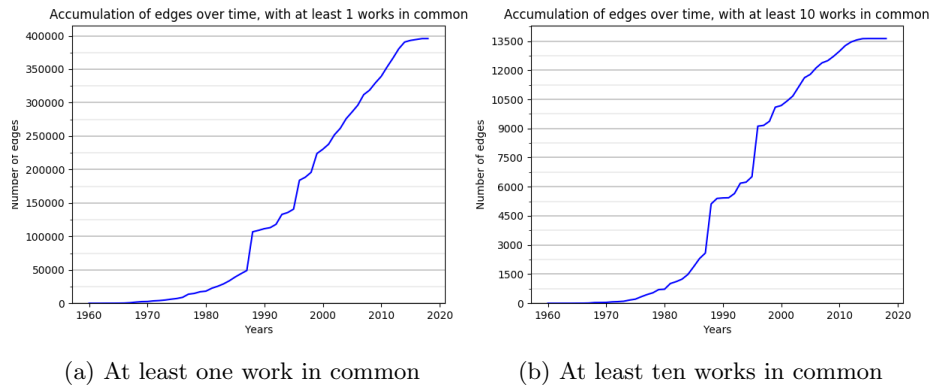 Accumulation of edges over time, with at least 1 works in common
400000
350000
300000
250000
200000
150000
100000
50000
0
Number of edges
1960 1970 1980 1990 2000 2010 2020
Years
(a) At least one work in common
Accumulation of edges over time, with at least 10 works in common
13500
12000
10500
9000
7500
6000
4500
3000
1500
0
Number of edges
1960 1970 1980 1990 2000 2010 2020
Years
(b) At least ten works in common